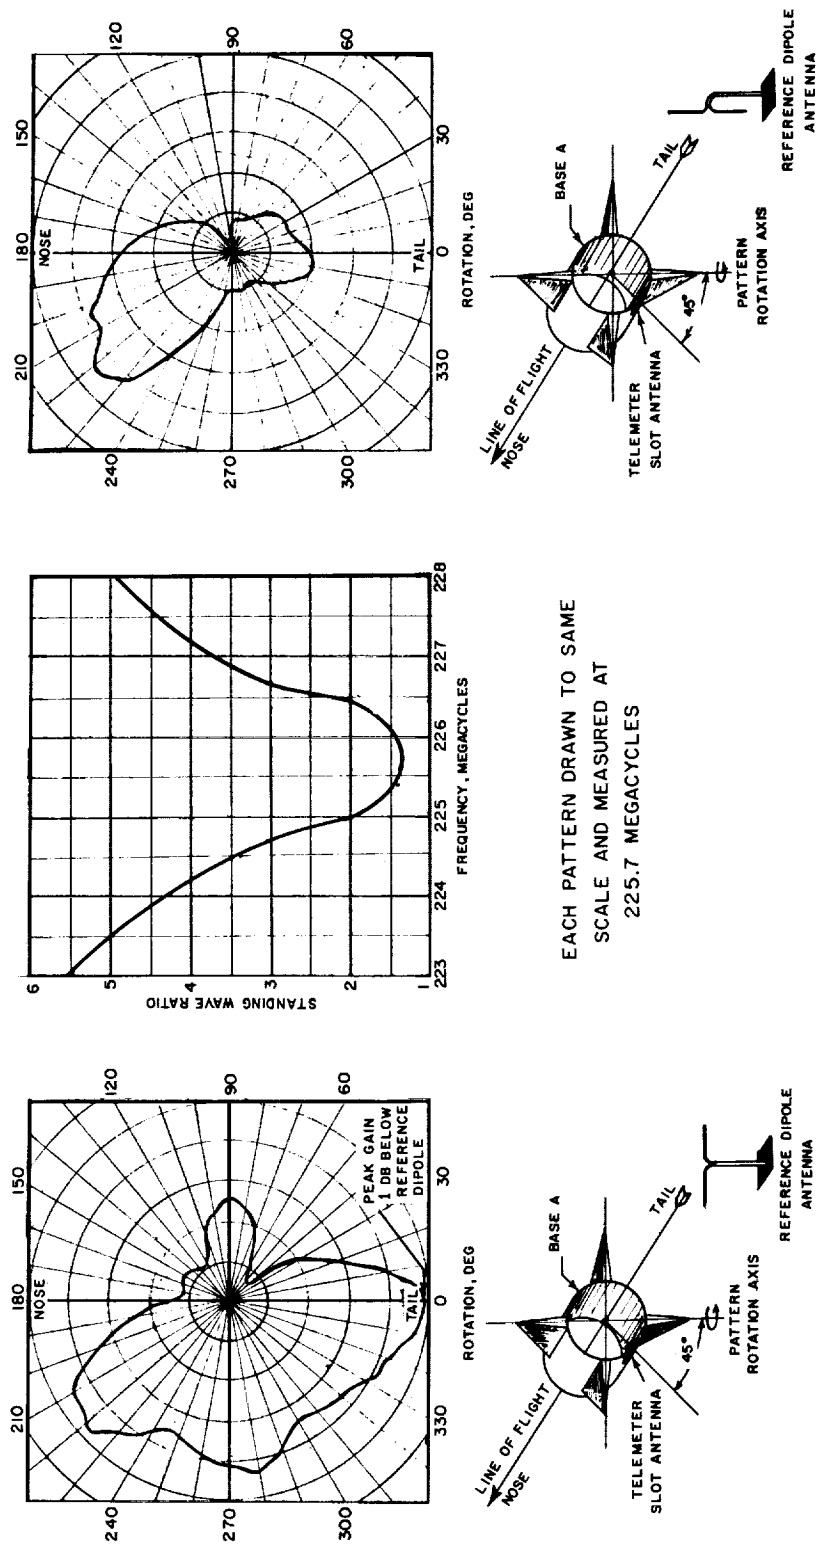 210
180
150
NOSE
240
120
270
90
PEAK GAIN
1 DB BELOW
REFERENCE
DIPOLE
300
60
TAIL
330
0
30
ROTATION, DEG
LINE OF FLIGHT
NOSE
BASE A
TAIL
TELEMETER
SLOT ANTENNA
45°
PATTERN
ROTATION AXIS
REFERENCE DIPOLE
ANTENNA
STANDING WAVE RATIO
6
5
4
3
2
1
223
224
225
226
227
228
FREQUENCY, MEGACYCLES
EACH PATTERN DRAWN TO SAME
SCALE AND MEASURED AT
225.7 MEGACYCLES
210
180
150
NOSE
240
120
270
90
300
60
TAIL
330
0
30
ROTATION, DEG
LINE OF FLIGHT
NOSE
BASE A
TAIL
TELEMETER
SLOT ANTENNA
45°
PATTERN
ROTATION AXIS
REFERENCE DIPOLE
ANTENNA